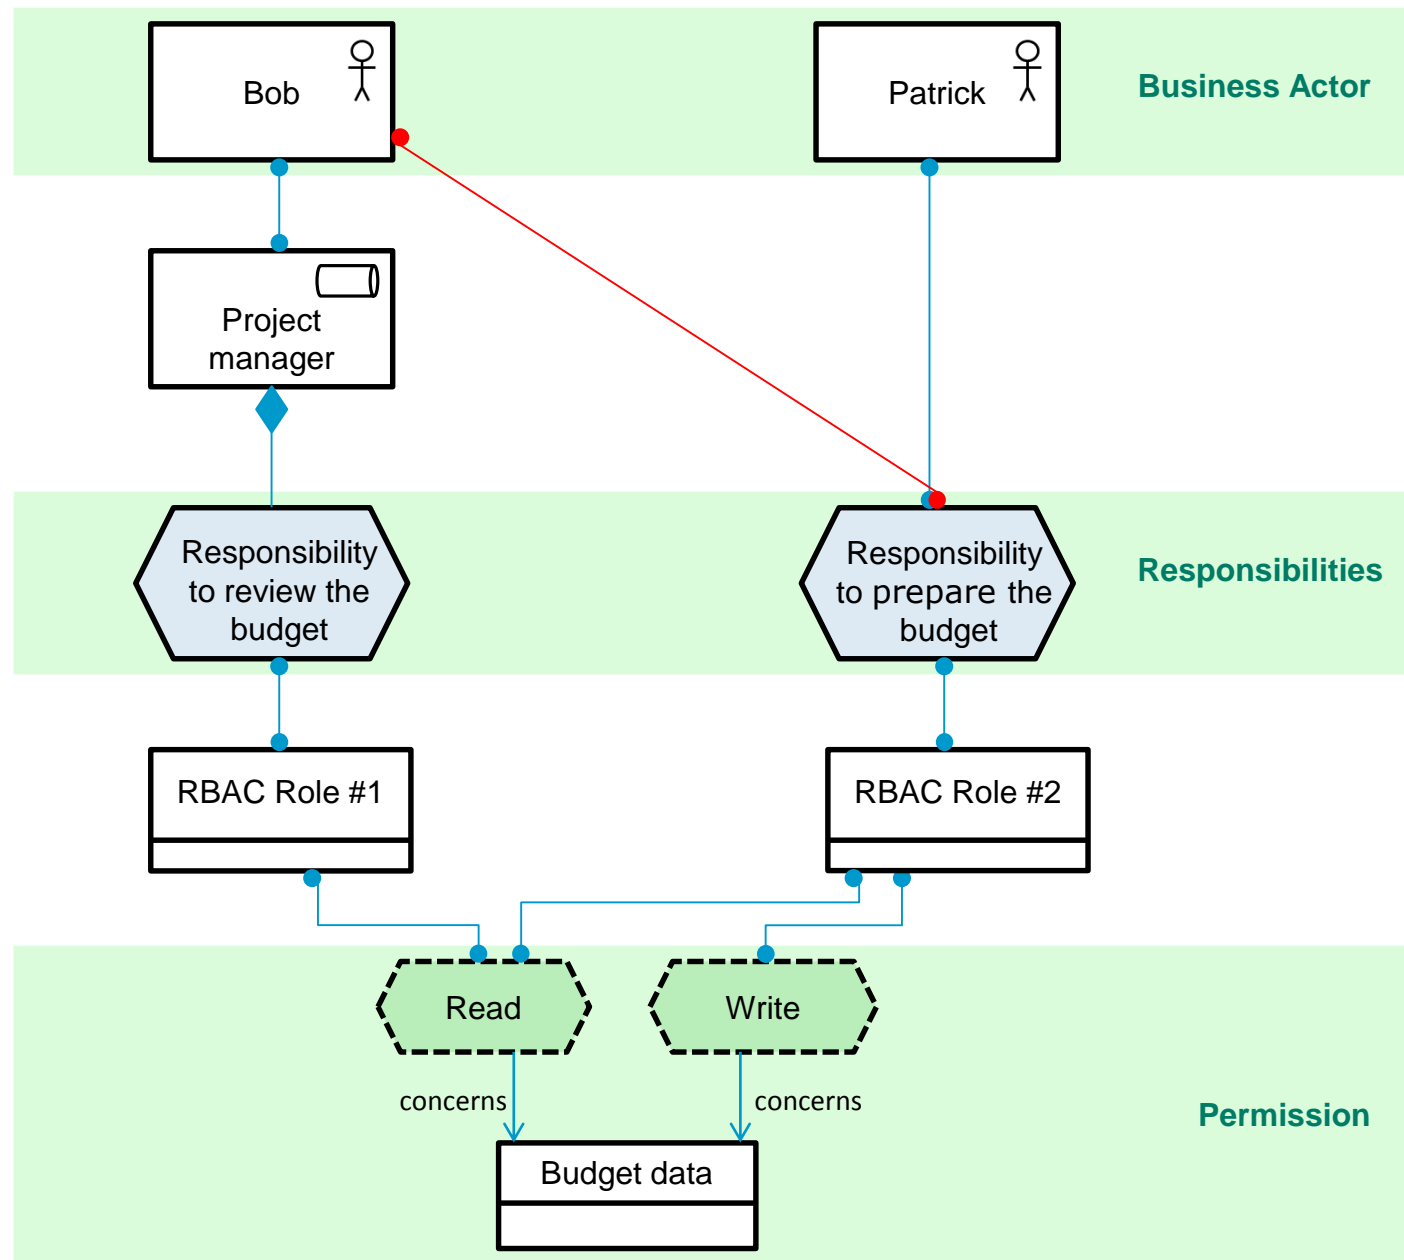 Bob
Patrick
Business Actor
Project
manager
Responsibility
to review the
budget
Responsibility
to prepare the
budget
Responsibilities
RBAC Role #1
RBAC Role #2
Read
Write
concerns
concerns
Permission
Budget data